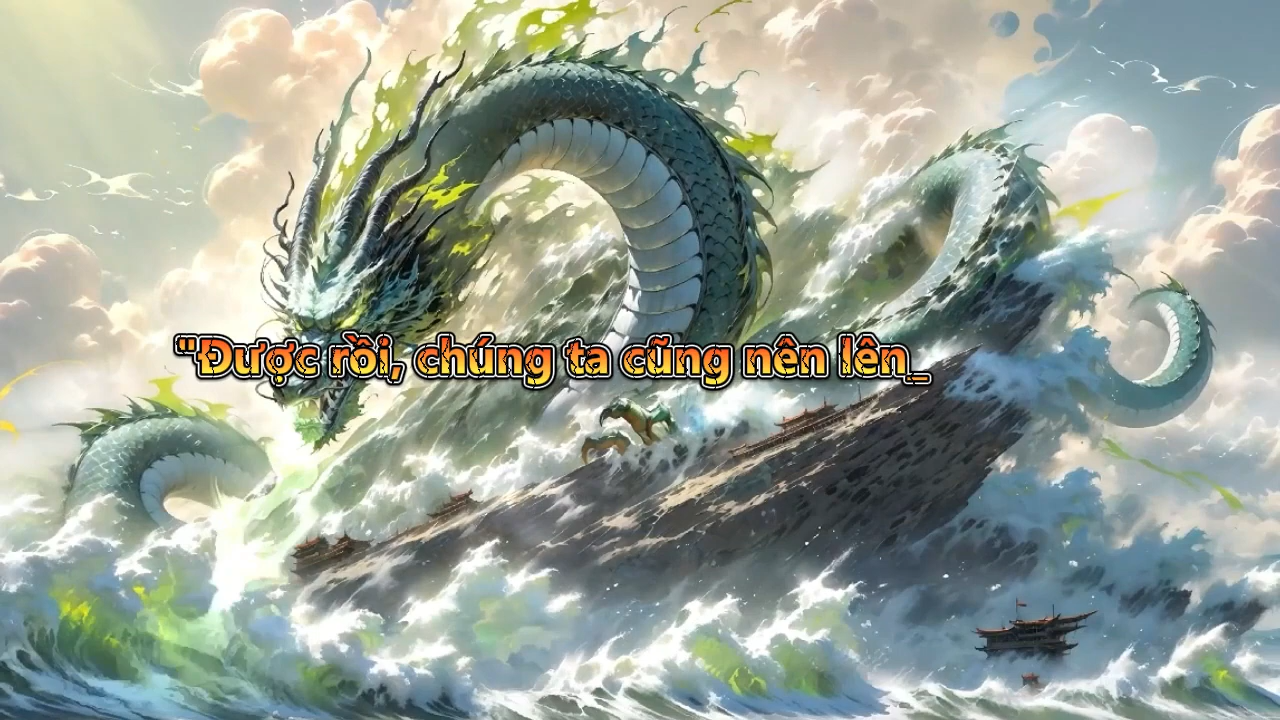 "Được rồi, chúng ta cũng nên lên_